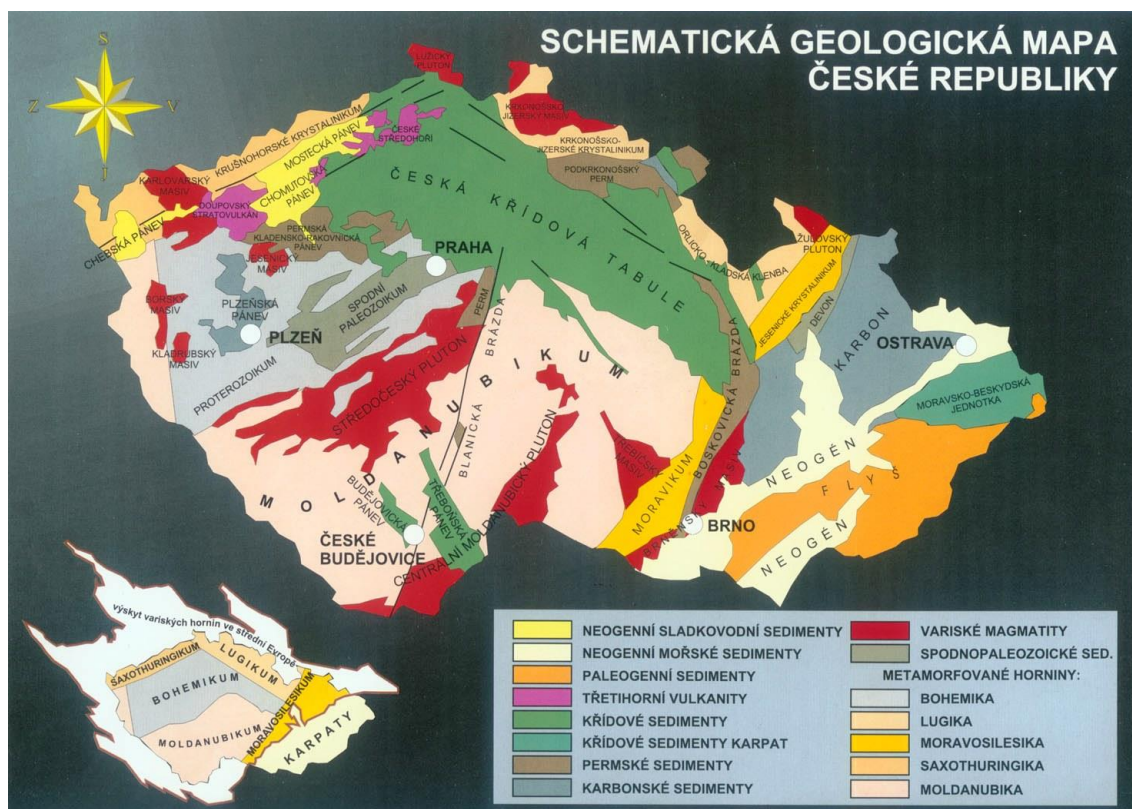 SCHEMATICKÁ GEOLOGICKÁ MAPA
ČESKÉ REPUBLIKY
S
Z
V
J
LUŽICKÝ
PLUTON
KRKONOŠSKO-
JIZERSKÝ MASIV
KRUŠNOHORSKÉ KRYSTALINIKUM
MOSTECKÁ PÁNEV
ČESKÉ
STŘEDOHOŘÍ
KRKONOŠSKO-
JIZERSKÉ KRYSTALINIKUM
PODKRKONOŠSKÝ
PERM
KARLOVARSKÝ
MASIV
CHOMUTOVSKÁ
PÁNEV
DOUPOVSKÝ
STRATOVULKÁN
ČESKÁ KŘÍDOVÁ TABULE
CHEBSKÁ PÁNEV
PERMSKÁ
KLADENSKO-RAKOVNICKÁ
PÁNEV
PRAHA
JESENICKÝ
MASIV
ORLICKO - KLADSKÁ KLENBA
ŽULOVSKÝ
PLUTON
JESENICKÉ KRYSTALINIKUM
DEVON
KARBON
OSTRAVA
BORSKÝ
MASIV
PLZEŇSKÁ
PÁNEV
SPODNÍ
PALEOZOIKUM
PERM
PLZEŇ
KLADRUBSKÝ
MASIV
PROTEROZOIKUM
STŘEDOČESKÝ PLUTON
BLANICKÁ BRÁZDA
MOLDANUBIKUM
BOSKOVICKÁ BRÁZDA
MORAVSKO-BESKYDSKÁ
JEDNOTKA
CENTRÁLNÍ MOLDANUBICKÝ PLUTON
TŘEBÍČSKÝ
MASIV
MORAVIKUM
BRNĚNSKÝ MASIV
NEOGÉN
FLYŠ
NEOGÉN
BRNO
BUDĚJOVICKÁ
PÁNEV
TŘEBOŇSKÁ
PÁNEV
ČESKÉ
BUDĚJOVICE
výskyt variských hornin ve střední Evropě
SAXOTHURINGIKUM
LUGIKUM
BOHEMIKUM
MOLDANUBIKUM
MORAVOSILESIKUM
KARPATY
NEOGENNÍ SLADKOVODNÍ SEDIMENTY
NEOGENNÍ MOŘSKÉ SEDIMENTY
PALEOGENNÍ SEDIMENTY
TŘETIHORNÍ VULKANITY
KŘÍDOVÉ SEDIMENTY
KŘÍDOVÉ SEDIMENTY KARPAT
PERMSKÉ SEDIMENTY
KARBONSKÉ SEDIMENTY
VARISKÉ MAGMATITY
SPODNOPALEOZOICKÉ SED.
METAMORFOVANÉ HORNINY:
BOHEMIKA
LUGIKA
MORAVOSILESIKA
SAXOTHURINGIKA
MOLDANUBIKA